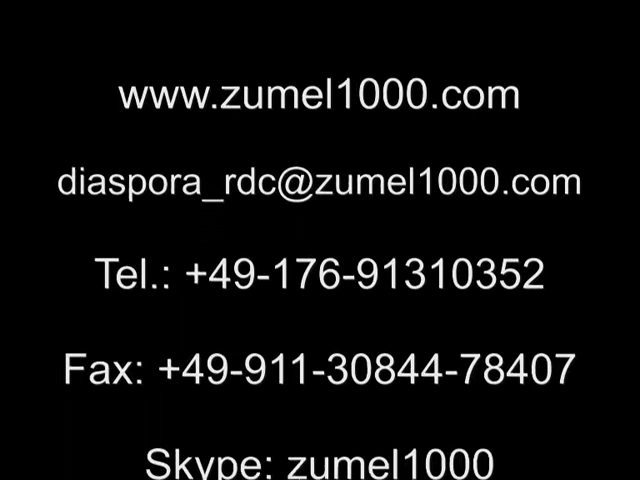 www.zumel1000.com
diaspora_rdc@zumel1000.com
Tel.: +49-176-91310352
Fax: +49-911-30844-78407
Skype: zumel1000